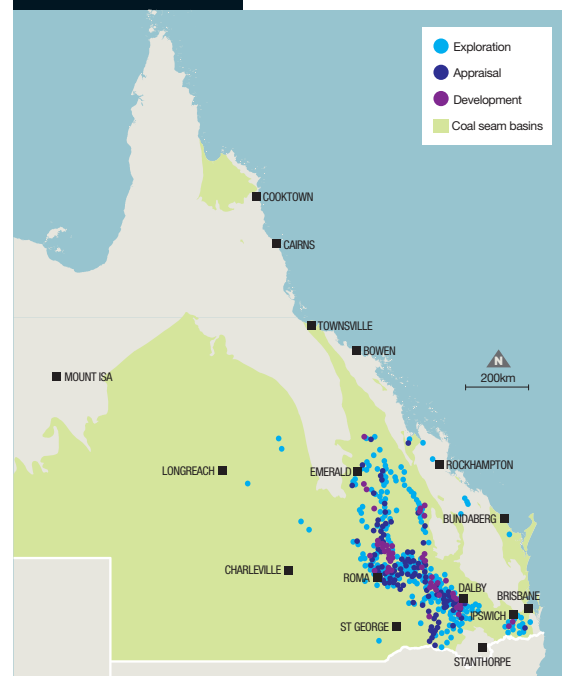 Exploration
Appraisal
Development
Coal seam basins
COOKTOWN
CAIRNS
TOWNSVILLE
BOWEN
N
200km
MOUNT ISA
LONGREACH
EMERALD
ROCKHAMPTON
BUNDABERG
CHARLEVILLE
ROMA
DALBY
BRISBANE
IPSWICH
ST GEORGE
STANTHORPE